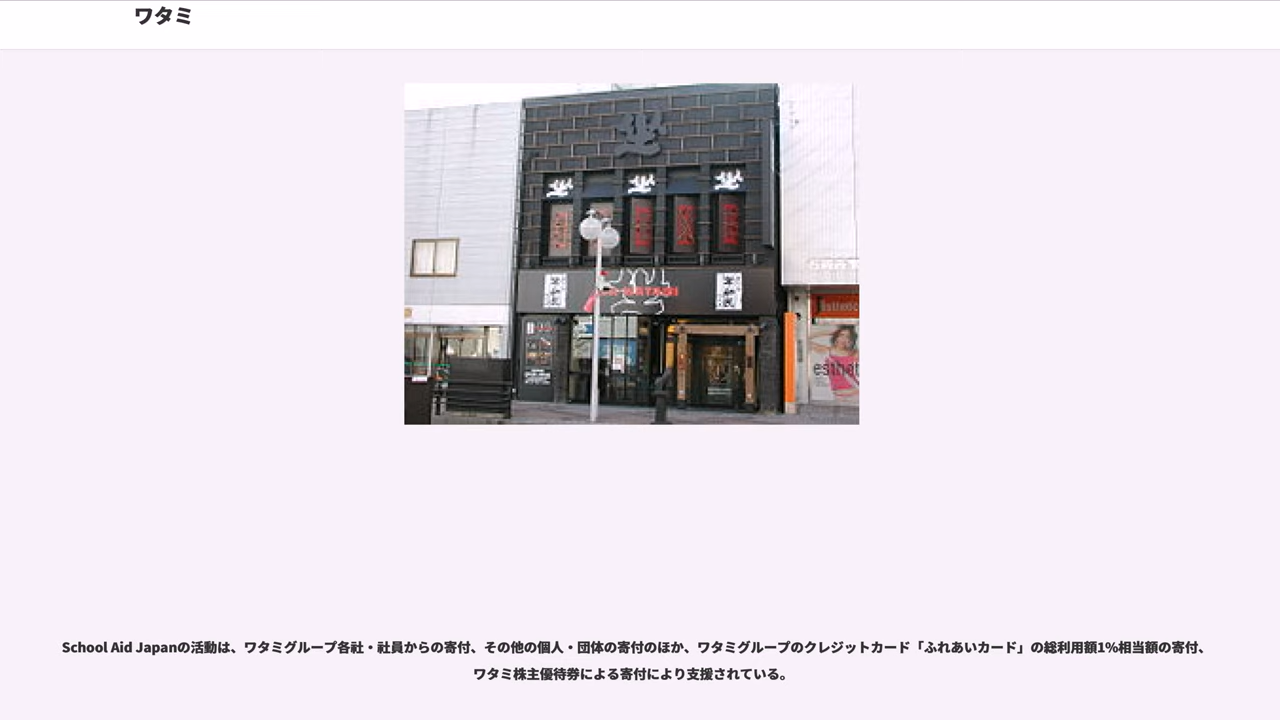 ワタミ
坐
esthe
School Aid Japanの活動は、ワタミグループ各社・社員からの寄付、その他の個人・団体の寄付のほか、ワタミグループのクレジットカード「ふれあいカード」の総利用額1%相当額の寄付、
ワタミ株主優待券による寄付により支援されている。